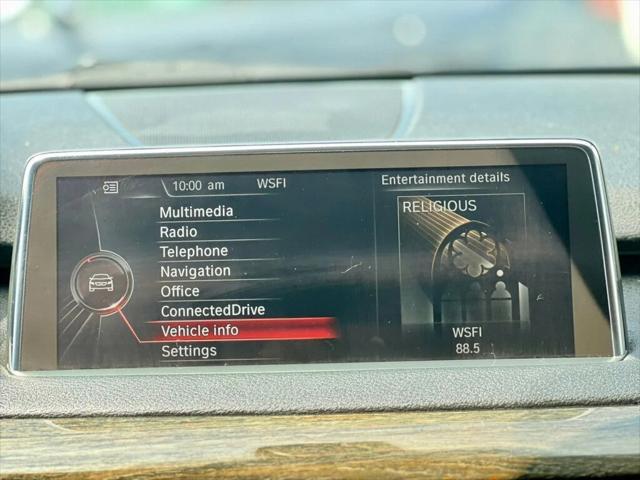 10:00 am WSFI
Entertainment details
Multimedia
Radio
Telephone
Navigation
Office
ConnectedDrive
Vehicle info
Settings
RELIGIOUS
WSFI
88.5